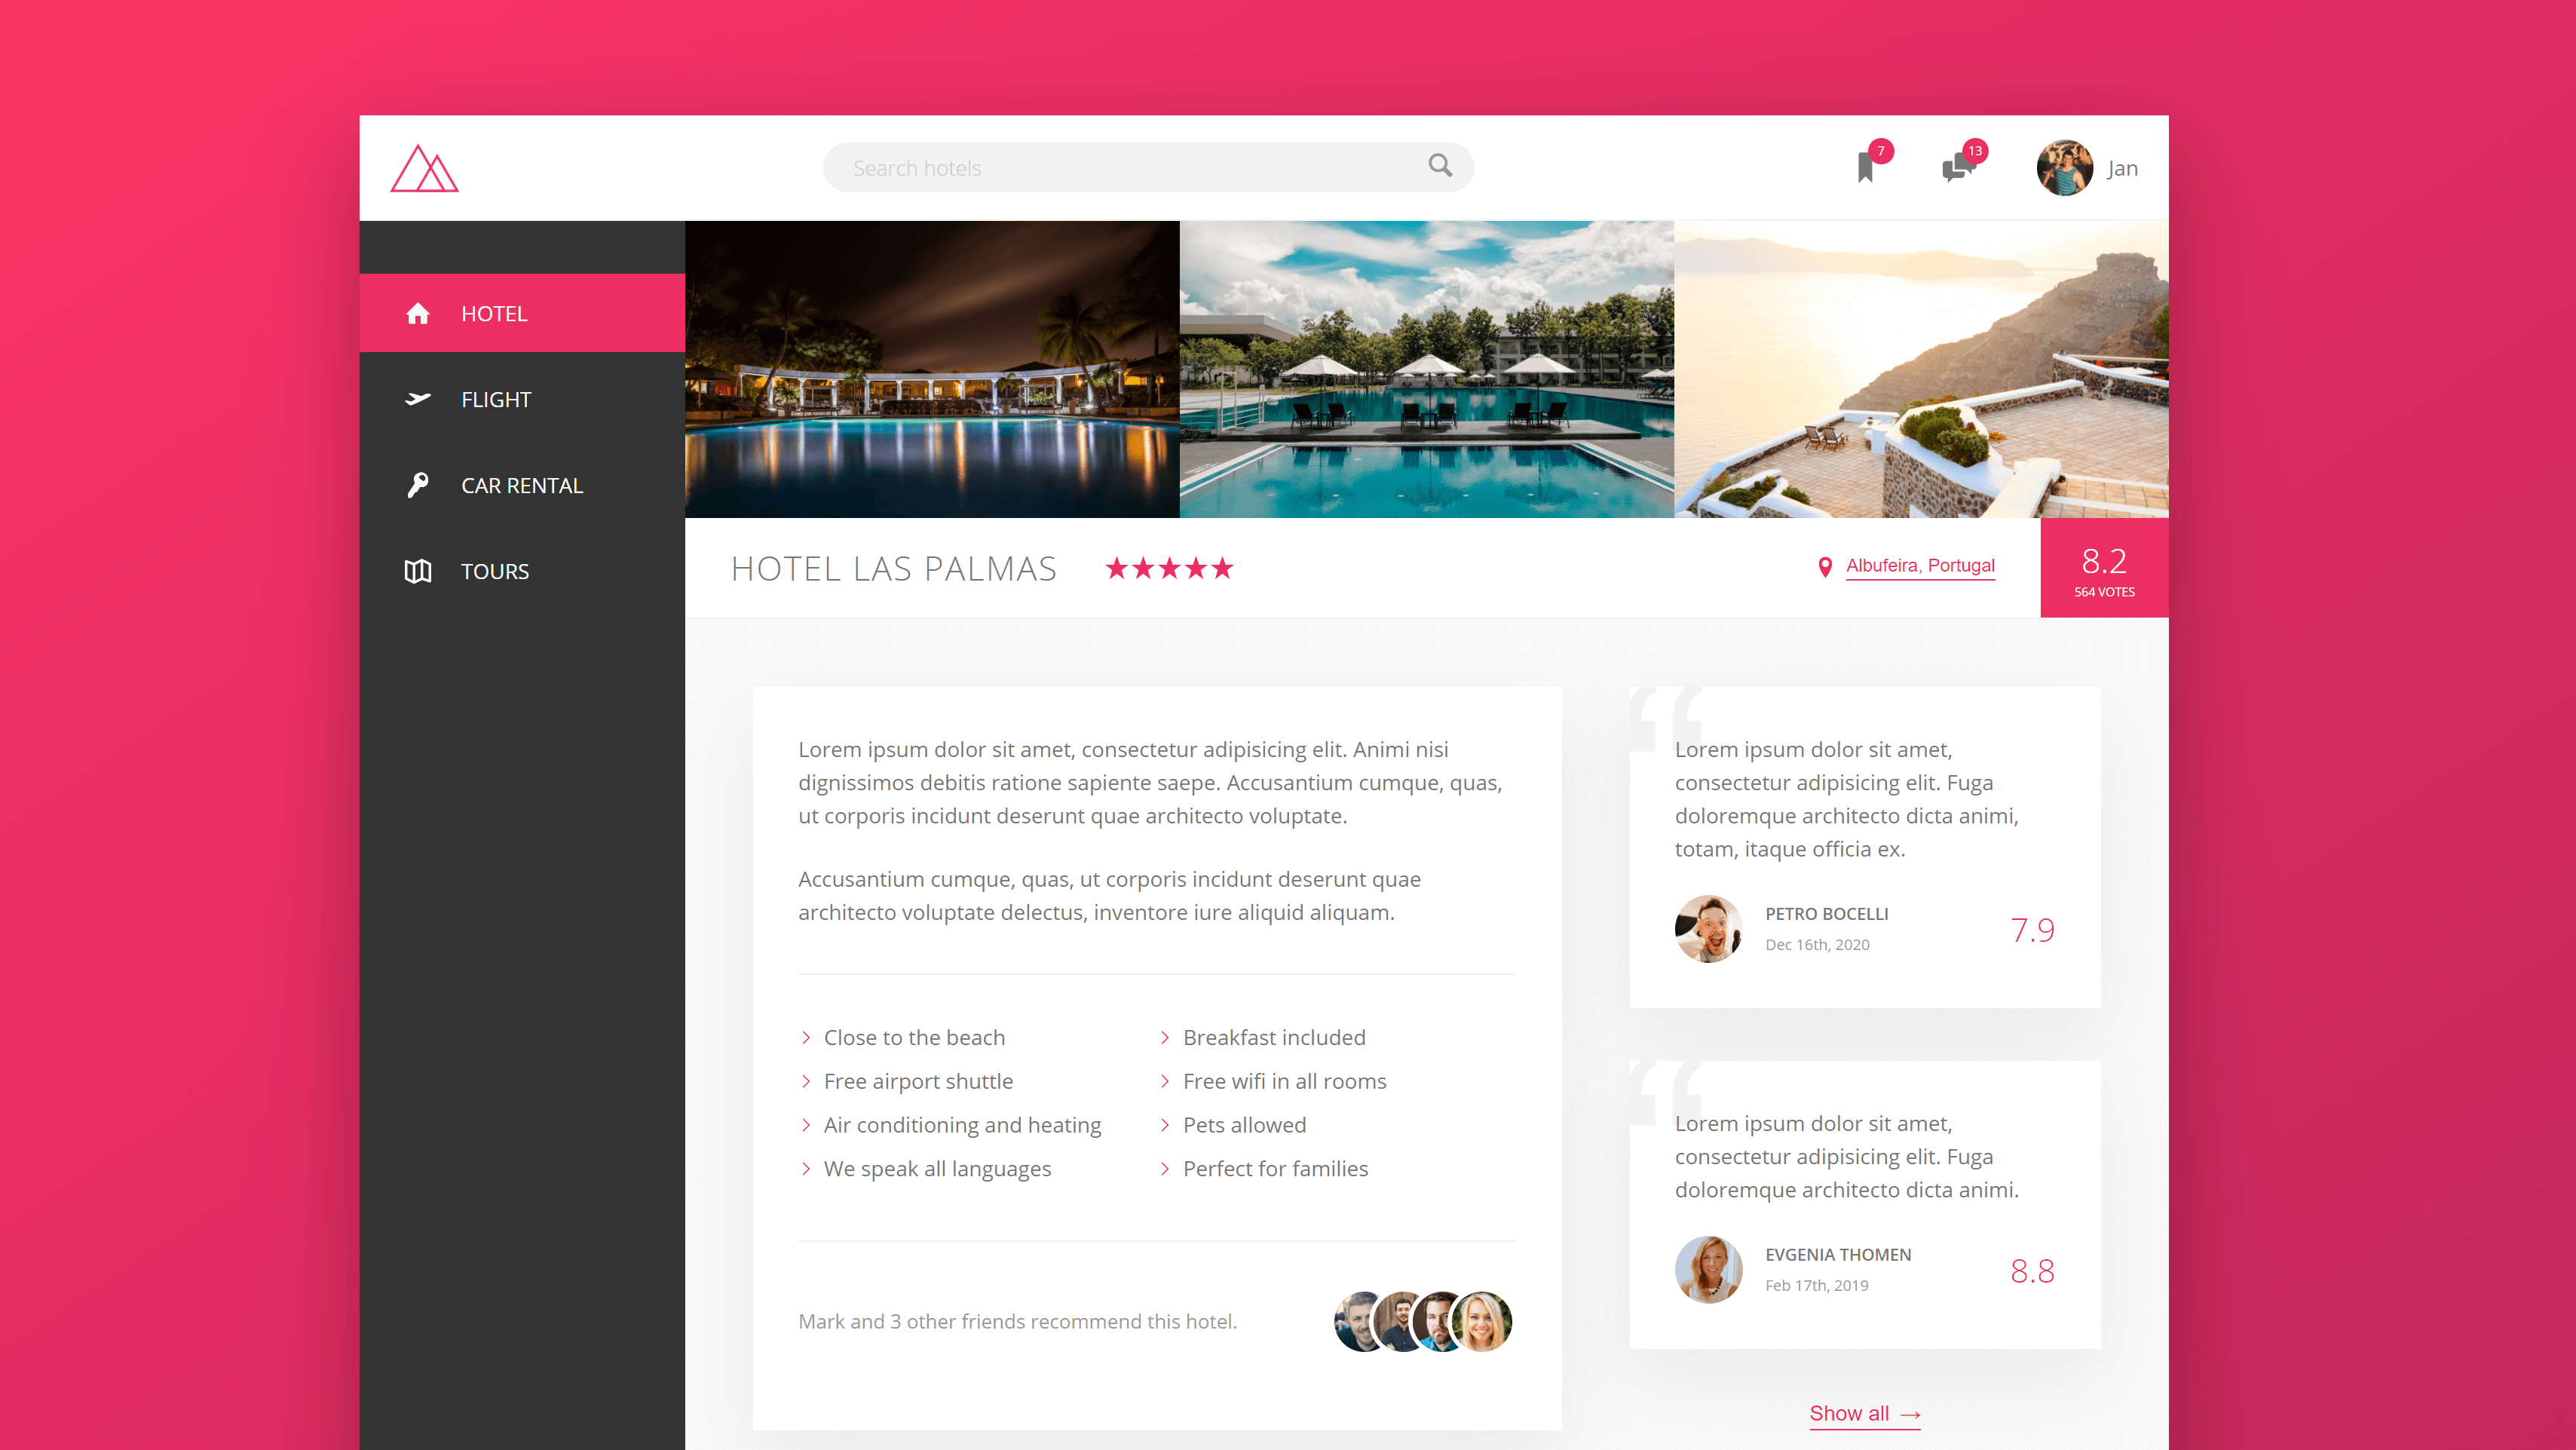 Search hotels
7
13
Jan
HOTEL
FLIGHT
CAR RENTAL
TOURS
HOTEL LAS PALMAS
Albufeira, Portugal
8.2
564 VOTES
Lorem ipsum dolor sit amet, consectetur adipisicing elit. Animi nisi
dignissimos debitis ratione sapiente saepe. Accusantium cumque, quas,
ut corporis incidunt deserunt quae architecto voluptate.
Accusantium cumque, quas, ut corporis incidunt deserunt quae
architecto voluptate delectus, inventore iure aliquid aliquam.
Close to the beach
Breakfast included
Free airport shuttle
Free wifi in all rooms
Air conditioning and heating
Pets allowed
We speak all languages
Perfect for families
Mark and 3 other friends recommend this hotel.
“
Lorem ipsum dolor sit amet,
consectetur adipisicing elit. Fuga
doloremque architecto dicta animi,
totam, itaque officia ex.
PETRO BOCELLI
Dec 16th, 2020
7.9
“
Lorem ipsum dolor sit amet,
consectetur adipisicing elit. Fuga
doloremque architecto dicta animi.
EVGENIA THOMEN
Feb 17th, 2019
8.8
Show all →